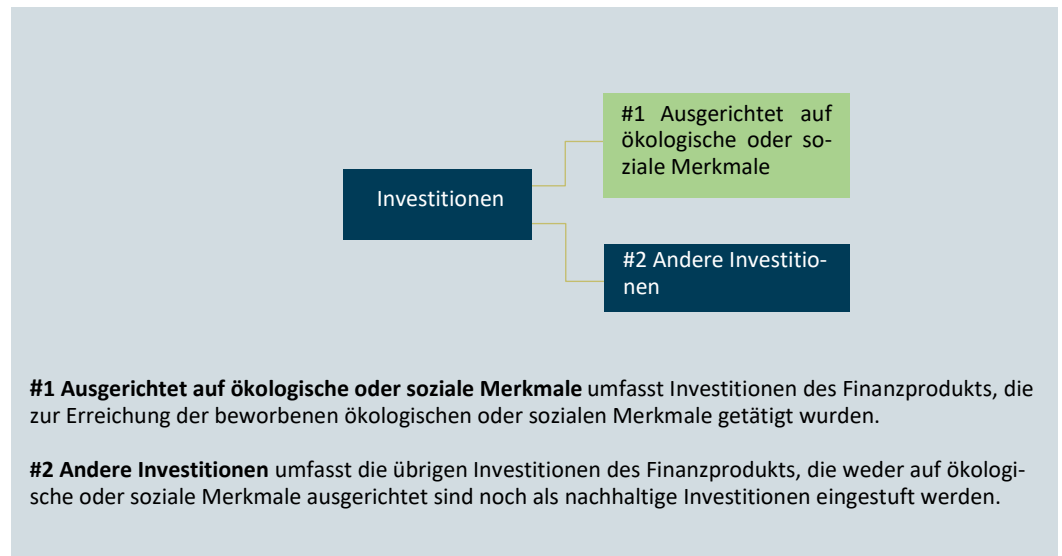 #1 Ausgerichtet auf
ökologische oder so-
ziale Merkmale
Investitionen
#2 Andere Investitio-
nen
#1 Ausgerichtet auf ökologische oder soziale Merkmale umfasst Investitionen des Finanzprodukts, die
zur Erreichung der beworbenen ökologischen oder sozialen Merkmale getätigt wurden.
#2 Andere Investitionen umfasst die übrigen Investitionen des Finanzprodukts, die weder auf ökologi-
sche oder soziale Merkmale ausgerichtet sind noch als nachhaltige Investitionen eingestuft werden.